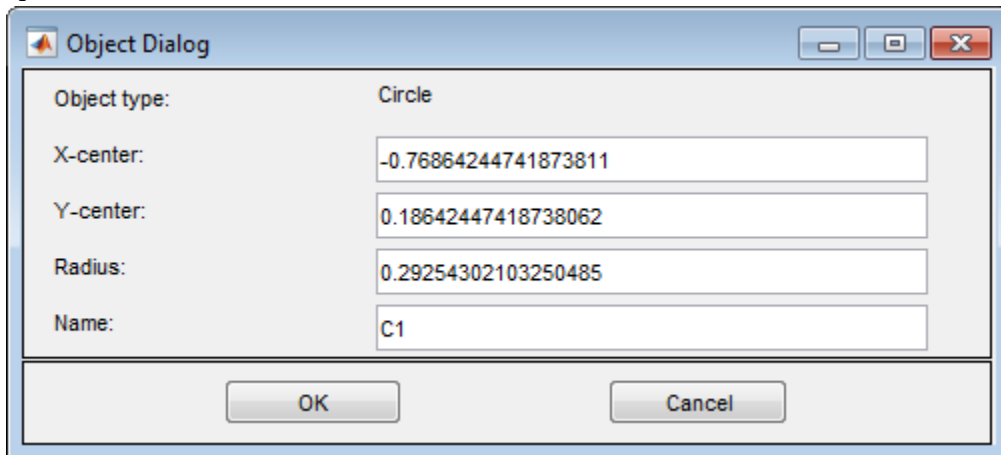 Object Dialog
Object type: Circle
X-center: -0.76864244741873811
Y-center: 0.18642447418738062
Radius: 0.29254302103250485
Name: C1
OK Cancel